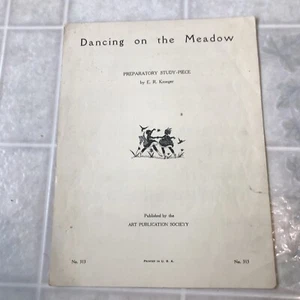 Dancing on the Meadow
PREPARATORY STUDY-PIECE
by E. R. Kroeger
Published by the
ART PUBLICATION SOCIETY
No. 313 Printed in U. S. A. No. 313